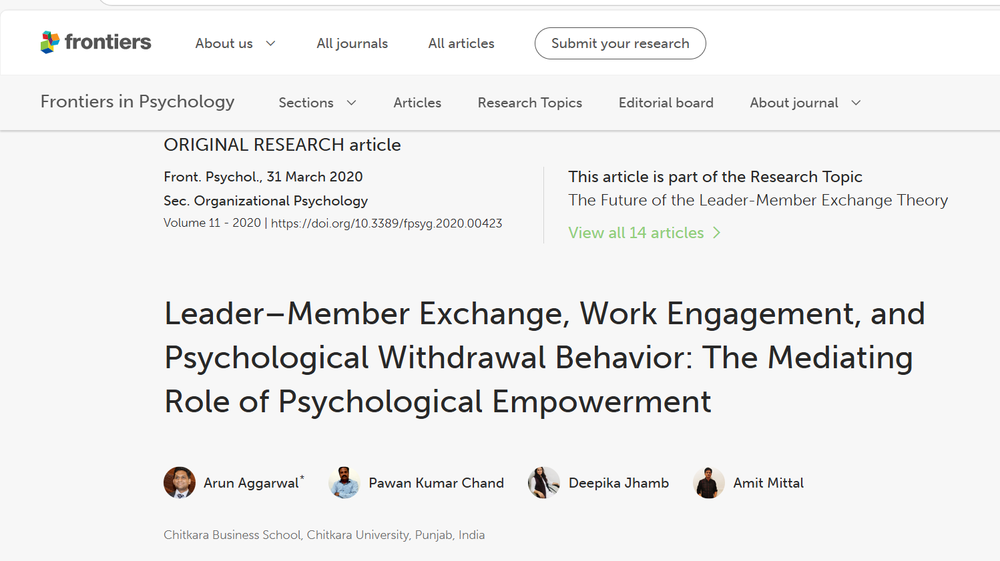 frontiers
About us
All journals
All articles
Submit your research
Frontiers in Psychology
Sections
Articles
Research Topics
Editorial board
About journal
ORIGINAL RESEARCH article
Front. Psychol., 31 March 2020
Sec. Organizational Psychology
Volume 11 - 2020 | https://doi.org/10.3389/fpsyg.2020.00423
This article is part of the Research Topic
The Future of the Leader-Member Exchange Theory
View all 14 articles
Leader–Member Exchange, Work Engagement, and
Psychological Withdrawal Behavior: The Mediating
Role of Psychological Empowerment
Arun Aggarwal*
Pawan Kumar Chand
Deepika Jhamb
Amit Mittal
Chitkara Business School, Chitkara University, Punjab, India